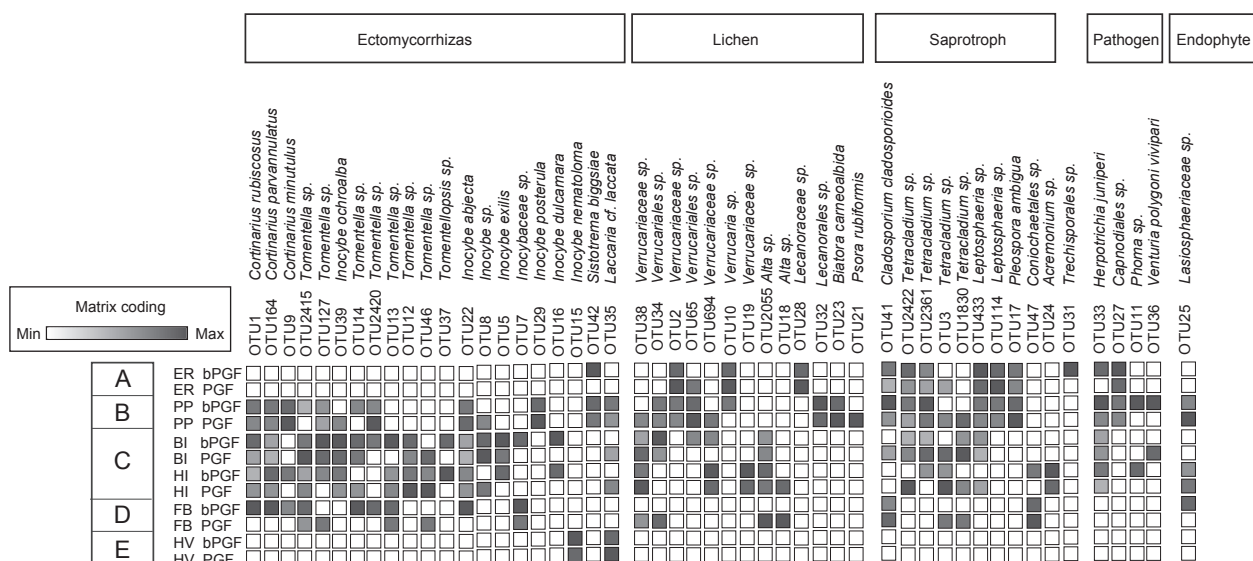 Ectomycorrhizas
Lichen
Saprotroph
Pathogen
Endophyte
Cortinarius rubiscosus
Cortinarius parvannulatus
Cortinarius minutulus
Tomentella sp.
Tomentella sp.
Inocybe ochroalba
Tomentella sp.
Tomentella sp.
Tomentella sp.
Tomentella sp.
Tomentella sp.
Tomentellopsis sp.
Inocybe abjecta
Inocybe sp.
Inocybe exilis
Inocybaceae sp.
Inocybe posterula
Inocybe dulcamara
Inocybe nematoloma
Sistotrema biggsiae
Laccaria cf. laccata
Verrucariaceae sp.
Verrucariales sp.
Verrucariaceae sp.
Verrucariales sp.
Verrucariaceae sp.
Verrucaria sp.
Verrucariaceae sp.
Alta sp.
Alta sp.
Lecanoraceae sp.
Lecanorales sp.
Biatora carneoalbida
Psora rubiformis
Cladosporium cladosporioides
Tetracladium sp.
Tetracladium sp.
Tetracladium sp.
Tetracladium sp.
Leptosphaeria sp.
Leptosphaeria sp.
Pleospora ambigua
Coniochaetales sp.
Acremonium sp.
Trechisporales sp.
Herpotrichia juniperi
Capnodiales sp.
Phoma sp.
Venturia polygoni vivipari
Lasiosphaeriaceae sp.
OTU1
OTU164
OTU9
OTU2415
OTU127
OTU39
OTU14
OTU2420
OTU13
OTU12
OTU46
OTU37
OTU22
OTU8
OTU5
OTU7
OTU29
OTU16
OTU15
OTU42
OTU35
OTU38
OTU34
OTU2
OTU65
OTU694
OTU10
OTU19
OTU2055
OTU18
OTU28
OTU32
OTU23
OTU21
OTU41
OTU2422
OTU2361
OTU3
OTU1830
OTU433
OTU114
OTU17
OTU47
OTU24
OTU31
OTU33
OTU27
OTU11
OTU36
OTU25
Matrix coding
Min Max
A
B
C
D
E
ER bPGF
ER PGF
PP bPGF
PP PGF
BI bPGF
BI PGF
HI bPGF
HI PGF
FB bPGF
FB PGF
HV bPGF
HV PGF